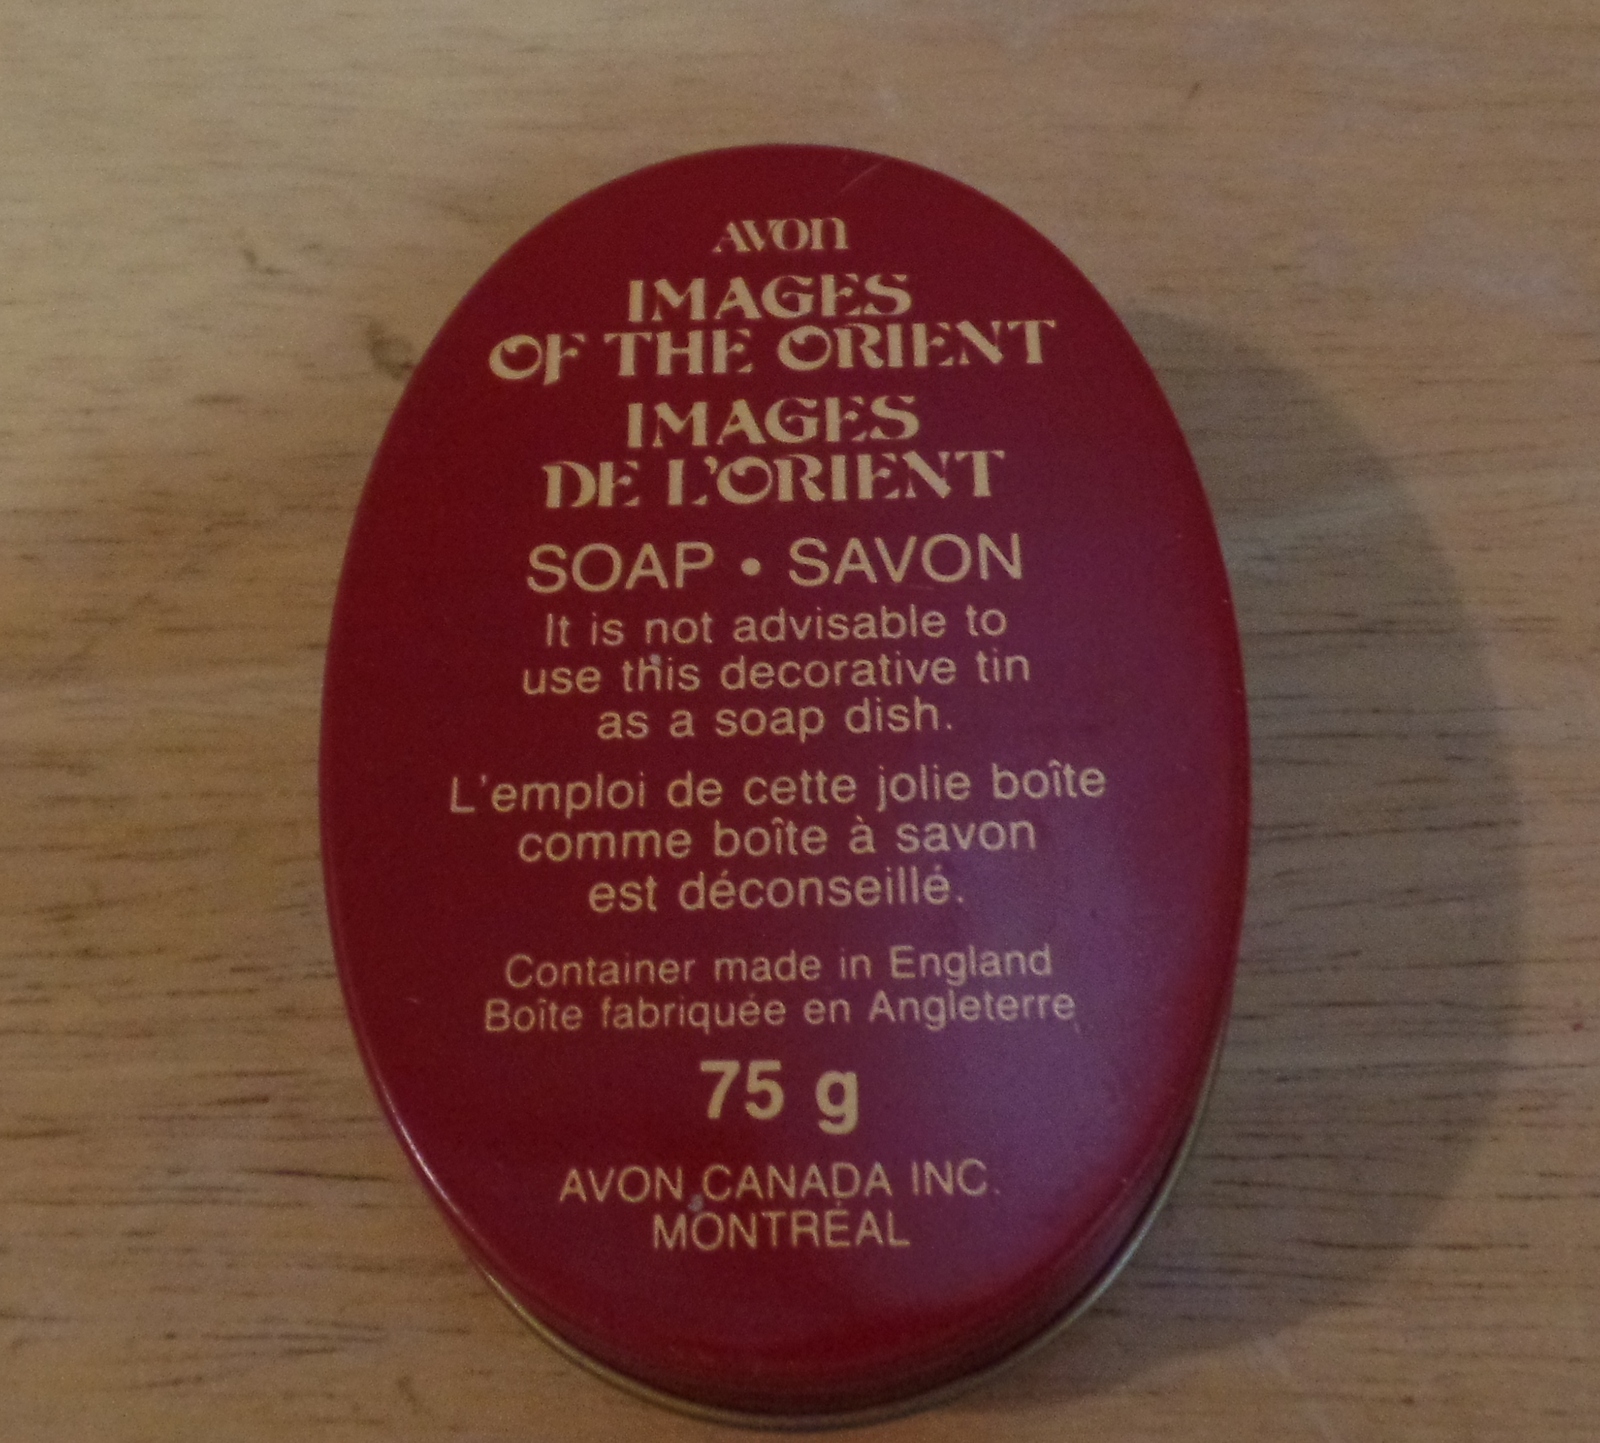 AVON
IMAGES
OF THE ORIENT
IMAGES
DE L'ORIENT
SOAP • SAVON
It is not advisable to
use this decorative tin
as a soap dish.
L'emploi de cette jolie boîte
comme boîte à savon
est déconseillé.
Container made in England
Boîte fabriquée en Angleterre
75 g
AVON CANADA INC.
MONTRÉAL